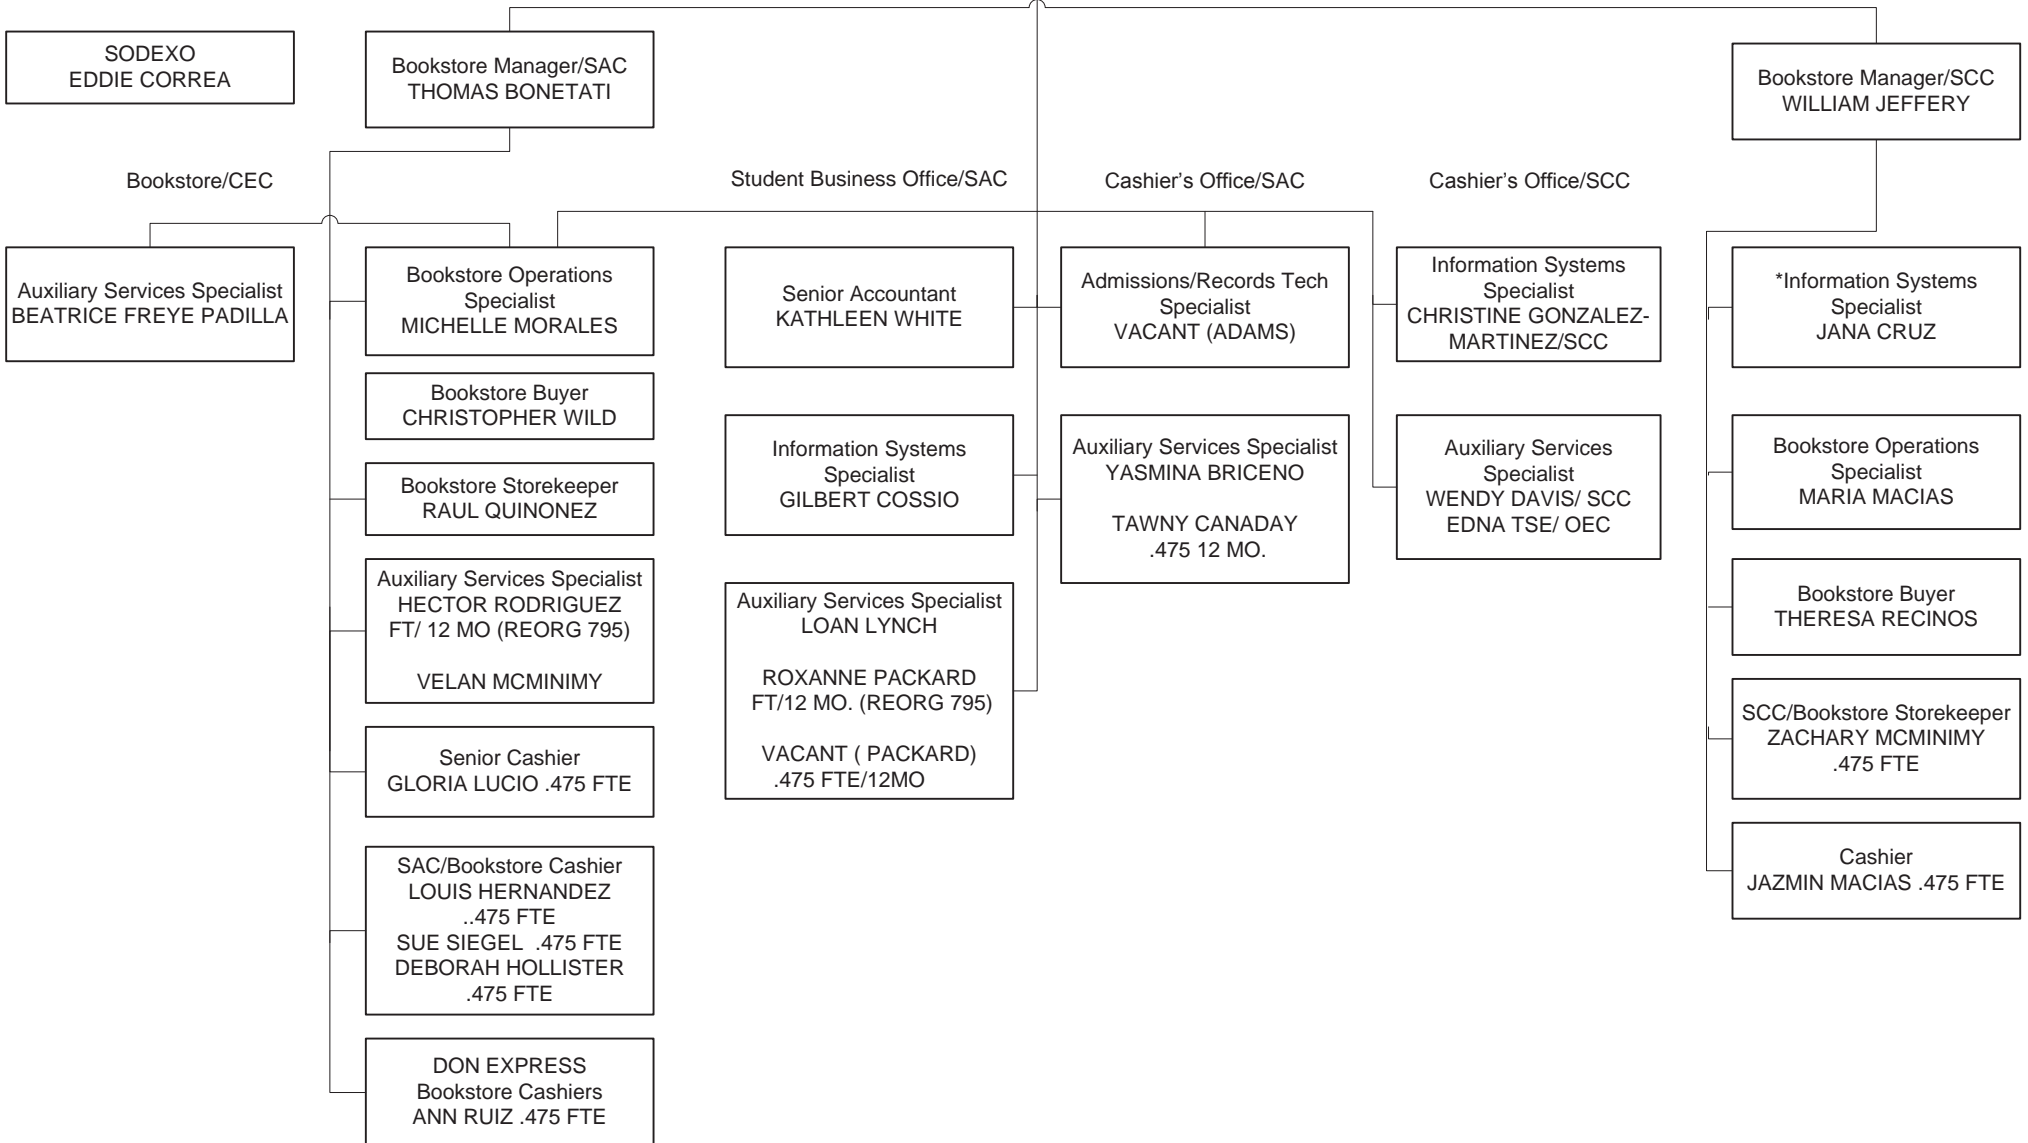 SODEXO
EDDIE CORREA
Bookstore Manager/SAC
THOMAS BONETATI
Bookstore Manager/SCC
WILLIAM JEFFERY
Bookstore/CEC
Student Business Office/SAC
Cashier’s Office/SAC
Cashier’s Office/SCC
Auxiliary Services Specialist
BEATRICE FREYE PADILLA
Bookstore Operations
Specialist
MICHELLE MORALES
Bookstore Buyer
CHRISTOPHER WILD
Bookstore Storekeeper
RAUL QUINONEZ
Auxiliary Services Specialist
HECTOR RODRIGUEZ
FT/ 12 MO (REORG 795)
VELAN MCMINIMY
Senior Cashier
GLORIA LUCIO .475 FTE
SAC/Bookstore Cashier
LOUIS HERNANDEZ
..475 FTE
SUE SIEGEL .475 FTE
DEBORAH HOLLISTER
.475 FTE
DON EXPRESS
Bookstore Cashiers
ANN RUIZ .475 FTE
Senior Accountant
KATHLEEN WHITE
Information Systems
Specialist
GILBERT COSSIO
Auxiliary Services Specialist
LOAN LYNCH
ROXANNE PACKARD
FT/12 MO. (REORG 795)
VACANT ( PACKARD)
.475 FTE/12MO
Admissions/Records Tech
Specialist
VACANT (ADAMS)
Auxiliary Services Specialist
YASMINA BRICENO
TAWNY CANADAY
.475 12 MO.
Information Systems
Specialist
CHRISTINE GONZALEZ-
MARTINEZ/SCC
Auxiliary Services
Specialist
WENDY DAVIS/ SCC
EDNA TSE/ OEC
*Information Systems
Specialist
JANA CRUZ
Bookstore Operations
Specialist
MARIA MACIAS
Bookstore Buyer
THERESA RECINOS
SCC/Bookstore Storekeeper
ZACHARY MCMINIMY
.475 FTE
Cashier
JAZMIN MACIAS .475 FTE